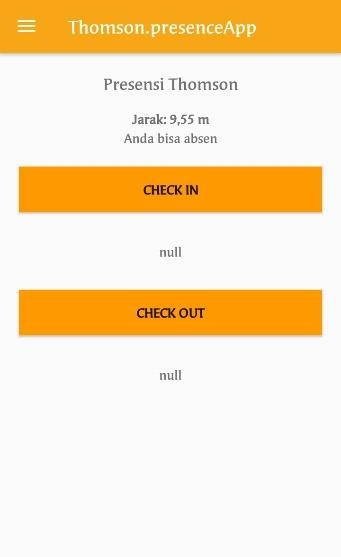 Thomson.presenceApp
Presensi Thomson
Jarak: 9,55 m
Anda bisa absen
CHECK IN
null
CHECK OUT
null